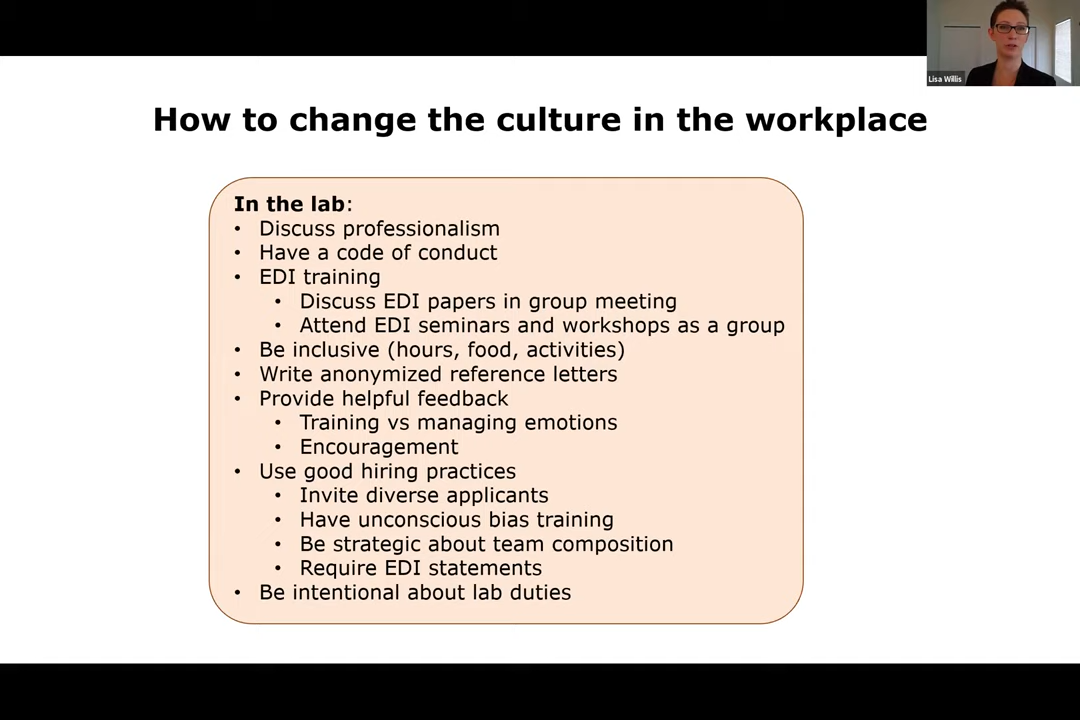 Lisa Willis
How to change the culture in the workplace
In the lab:
• Discuss professionalism
• Have a code of conduct
• EDI training
• Discuss EDI papers in group meeting
• Attend EDI seminars and workshops as a group
• Be inclusive (hours, food, activities)
• Write anonymized reference letters
• Provide helpful feedback
• Training vs managing emotions
• Encouragement
• Use good hiring practices
• Invite diverse applicants
• Have unconscious bias training
• Be strategic about team composition
• Require EDI statements
• Be intentional about lab duties